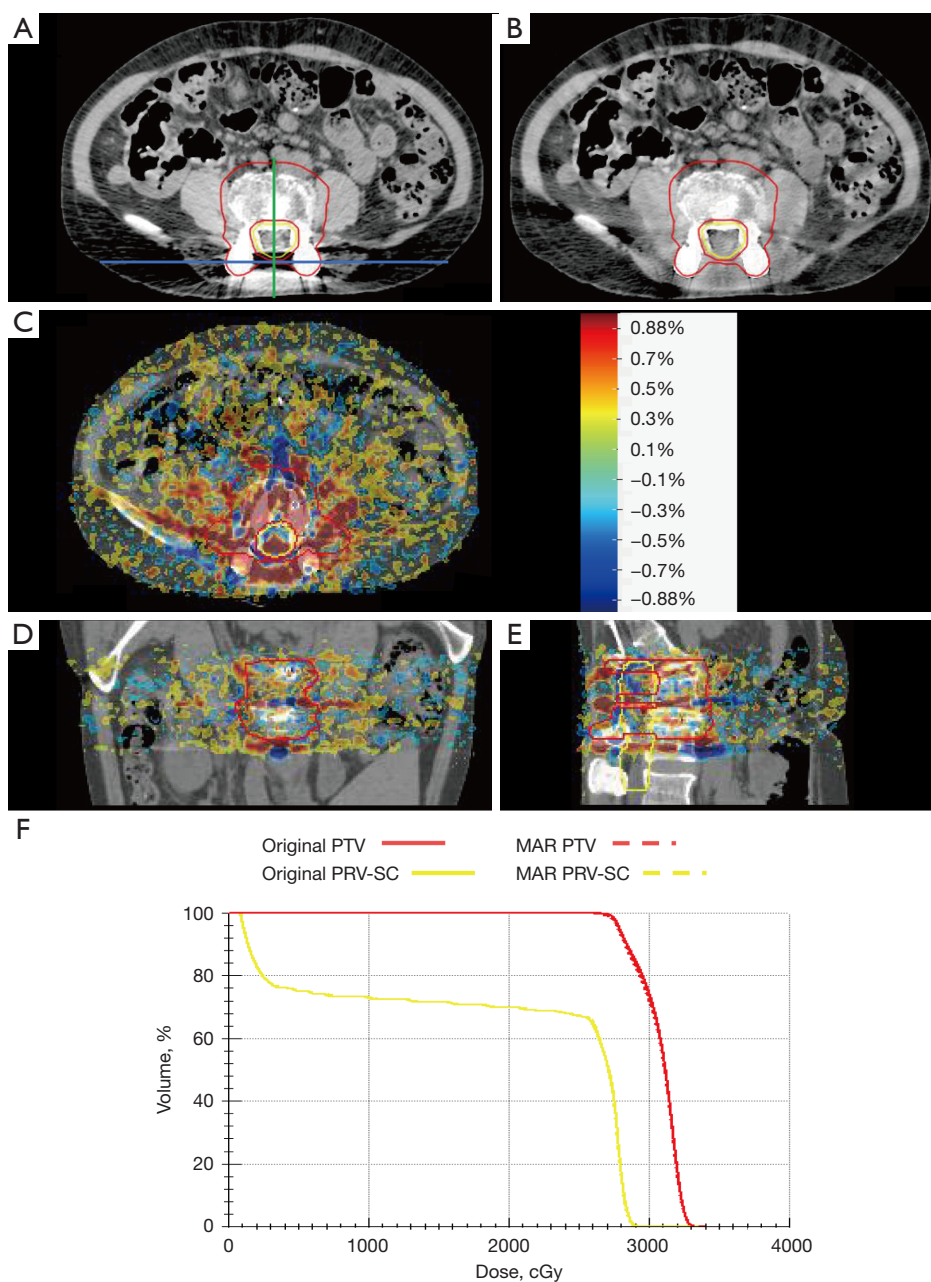 A
B
C
0.88%
0.7%
0.5%
0.3%
0.1%
−0.1%
−0.3%
−0.5%
−0.7%
−0.88%
D
E
F
Original PTV
MAR PTV
Original PRV-SC
MAR PRV-SC
100
80
60
40
20
0
Volume, %
0
1000
2000
3000
4000
Dose, cGy